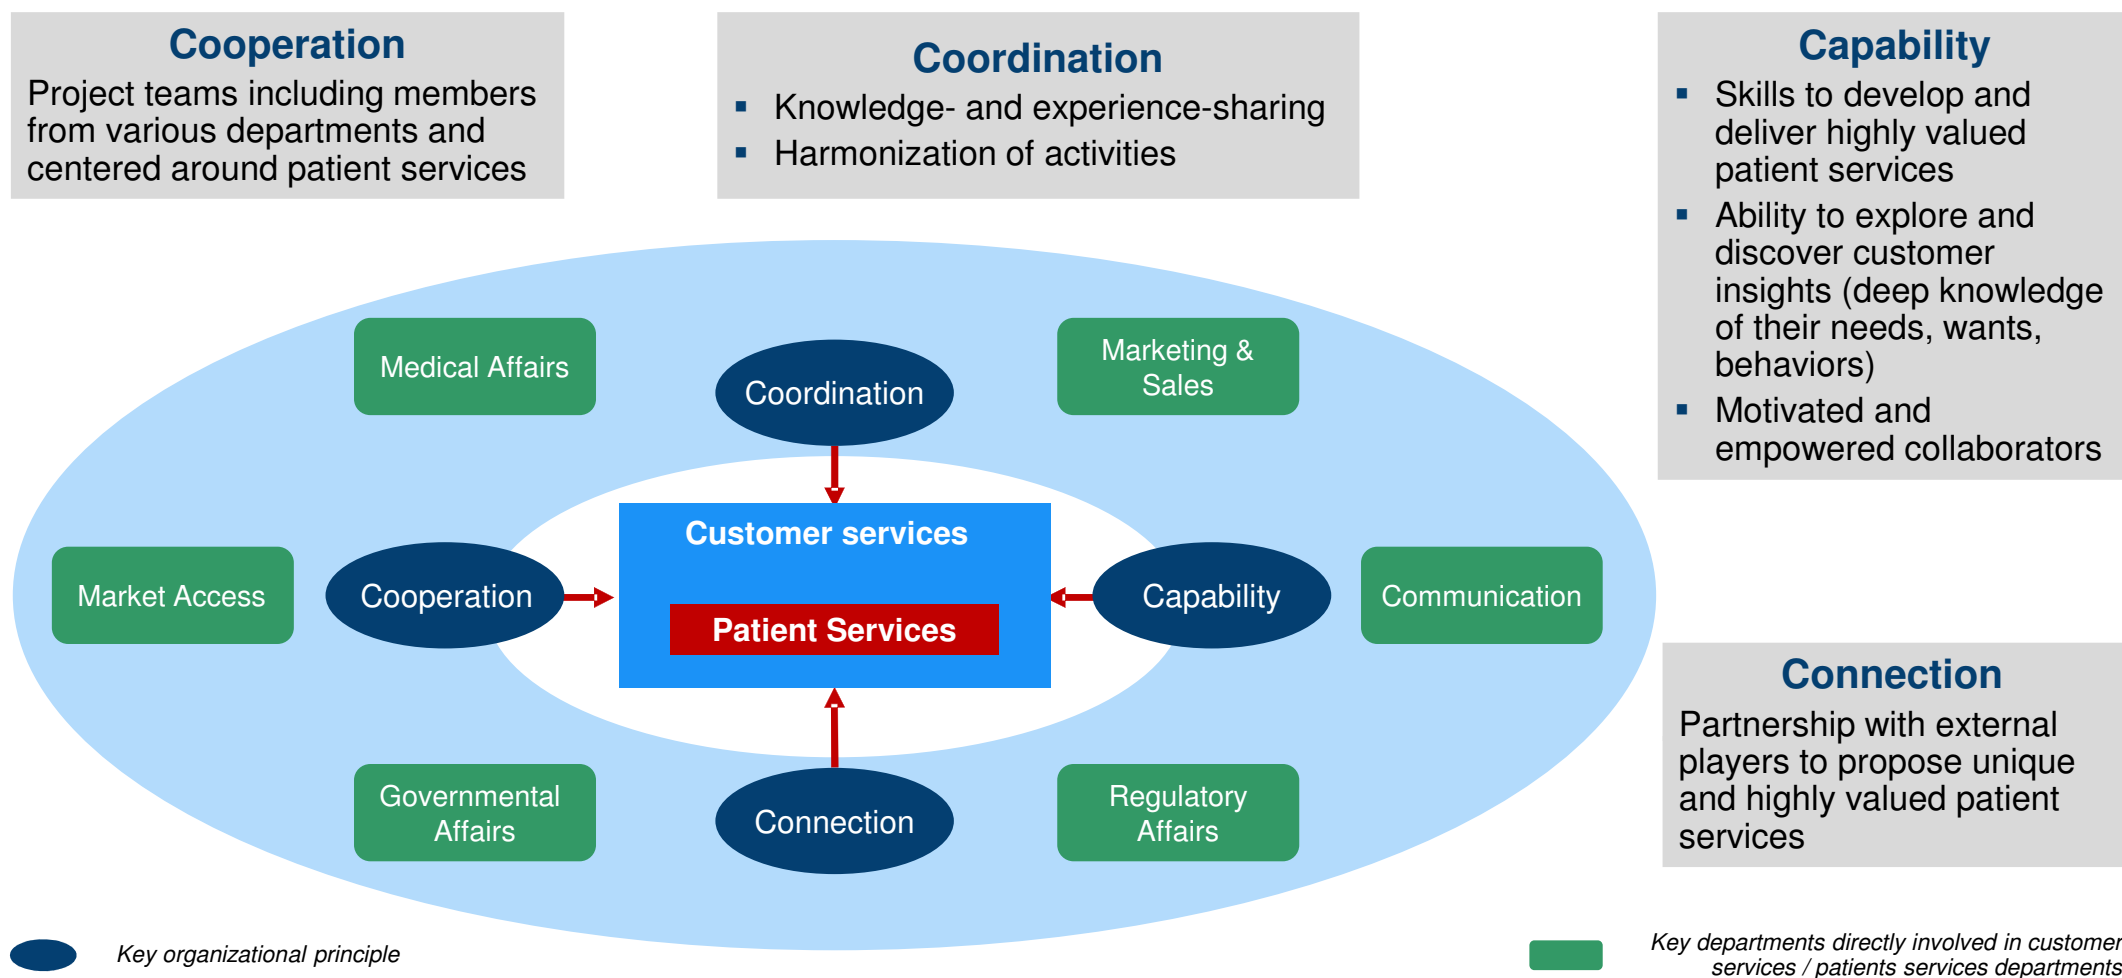 Cooperation
Project teams including members
from various departments and
centered around patient services
Coordination
▪ Knowledge- and experience-sharing
▪ Harmonization of activities
Capability
▪ Skills to develop and
deliver highly valued
patient services
▪ Ability to explore and
discover customer
insights (deep knowledge
of their needs, wants,
behaviors)
▪ Motivated and
empowered collaborators
Medical Affairs
Coordination
Marketing &
Sales
Customer services
Market Access
Cooperation
Patient Services
Capability
Communication
Governmental
Affairs
Connection
Regulatory
Affairs
Connection
Partnership with external
players to propose unique
and highly valued patient
services
Key organizational principle
Key departments directly involved in customer
services / patients services departments